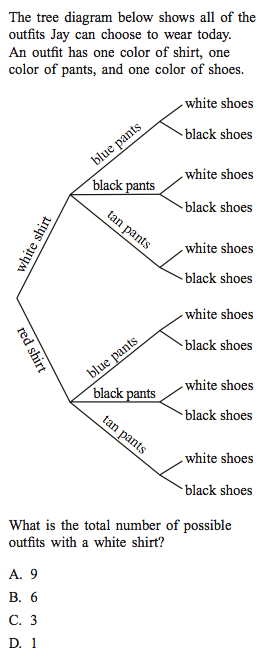 The tree diagram below shows all of the
outfits Jay can choose to wear today.
An outfit has one color of shirt, one
color of pants, and one color of shoes.
white shirt
blue pants
white shoes
black shoes
black pants
white shoes
black shoes
tan pants
white shoes
black shoes
red shirt
blue pants
white shoes
black shoes
black pants
white shoes
black shoes
tan pants
white shoes
black shoes
What is the total number of possible
outfits with a white shirt?
A. 9
B. 6
C. 3
D. 1